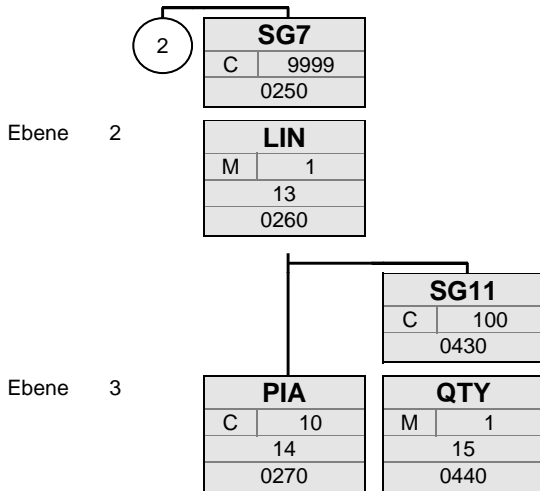 2
SG7
C 9999
0250
Ebene 2
LIN
M 1
13
0260
SG11
C 100
0430
Ebene 3
PIA
C 10
14
0270
QTY
M 1
15
0440